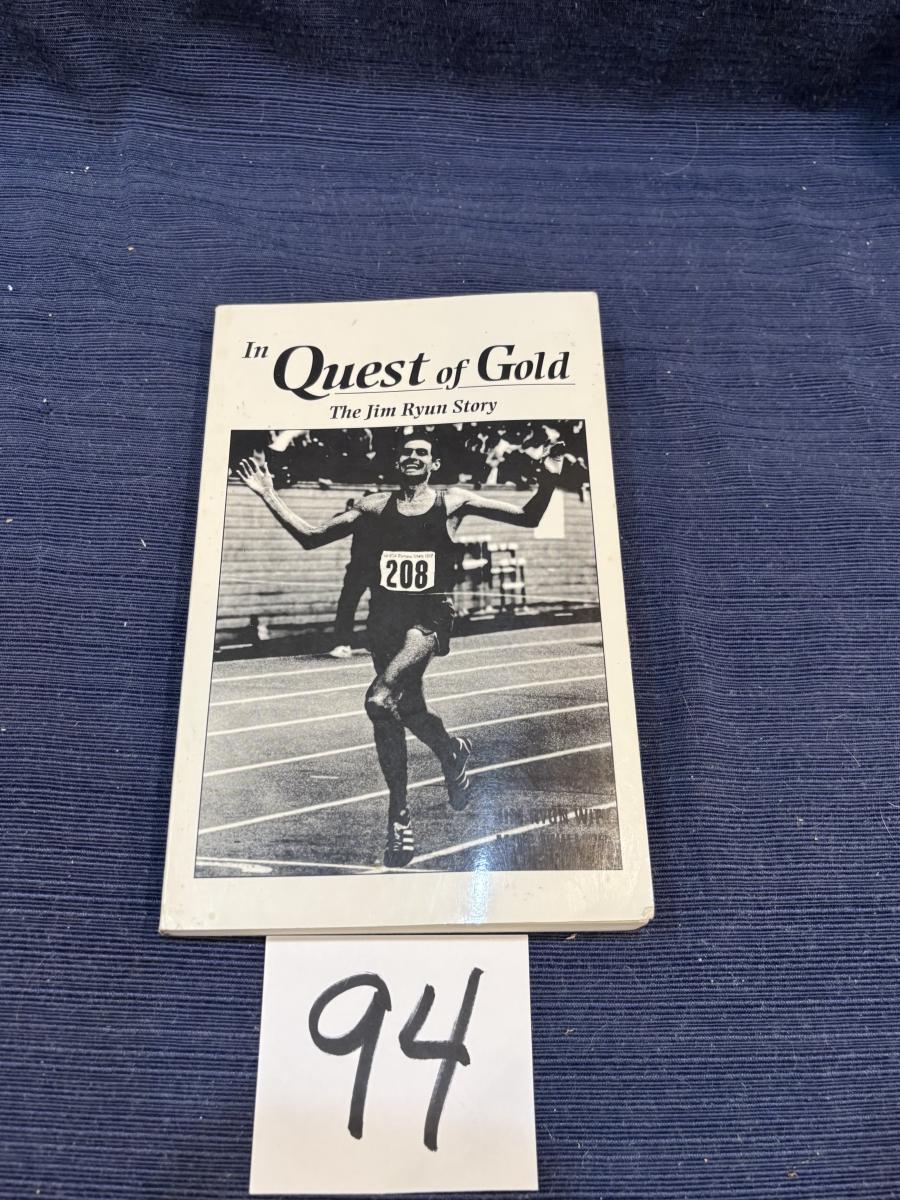 In Quest of Gold
The Jim Ryun Story
208
94